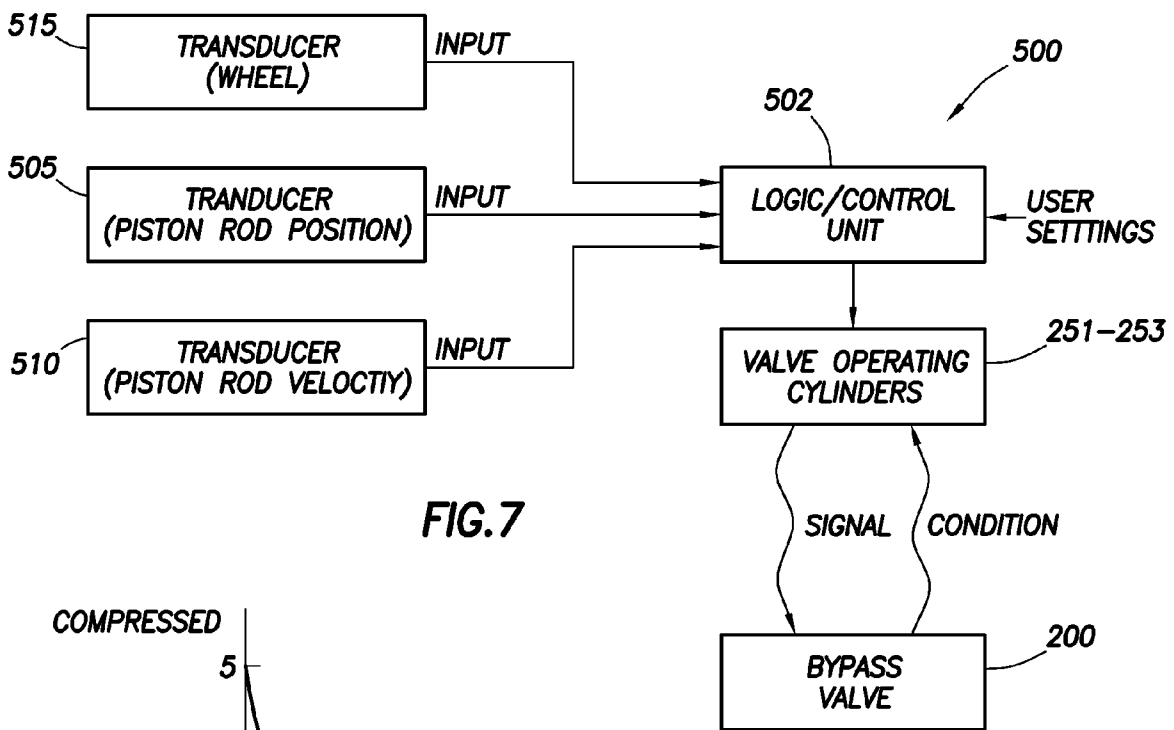 515
TRANSDUCER
(WHEEL)
INPUT
505
TRANDUCER
(PISTON ROD POSITION)
INPUT
510
TRANSDUCER
(PISTON ROD VELOCTIY)
INPUT
500
502
LOGIC/CONTROL
UNIT
USER
SETTTINGS
251-253
VALVE OPERATING
CYLINDERS
SIGNAL
CONDITION
200
BYPASS
VALVE
FIG.7
COMPRESSED
5